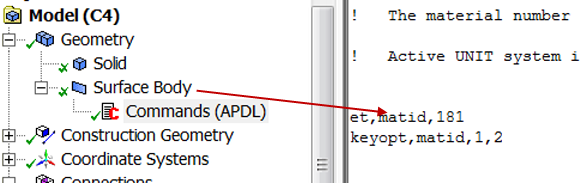 Model (C4)
Geometry
Solid
Surface Body
Commands (APDL)
Construction Geometry
Coordinate Systems
! The material number
! Active UNIT system i
et,matid,181
keyopt,matid,1,2